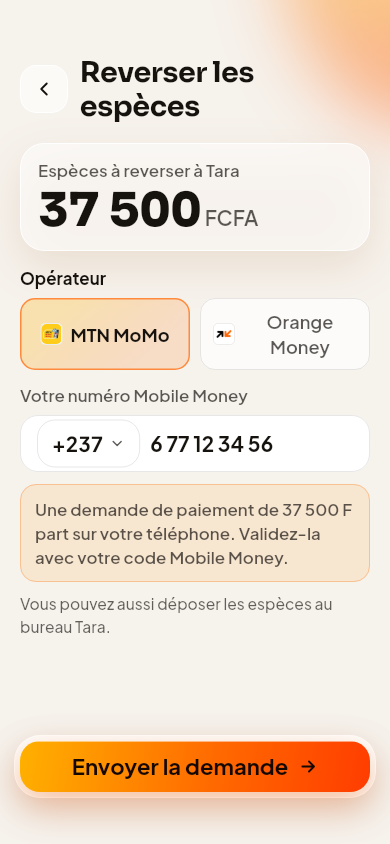 Reverser les
espèces
Espèces à reverser à Tara
37 500 FCFA
Opérateur
MTN MoMo
Orange
Money
Votre numéro Mobile Money
+237
6 77 12 34 56
Une demande de paiement de 37 500 F
part sur votre téléphone. Validez-la
avec votre code Mobile Money.
Vous pouvez aussi déposer les espèces au
bureau Tara.
Envoyer la demande →